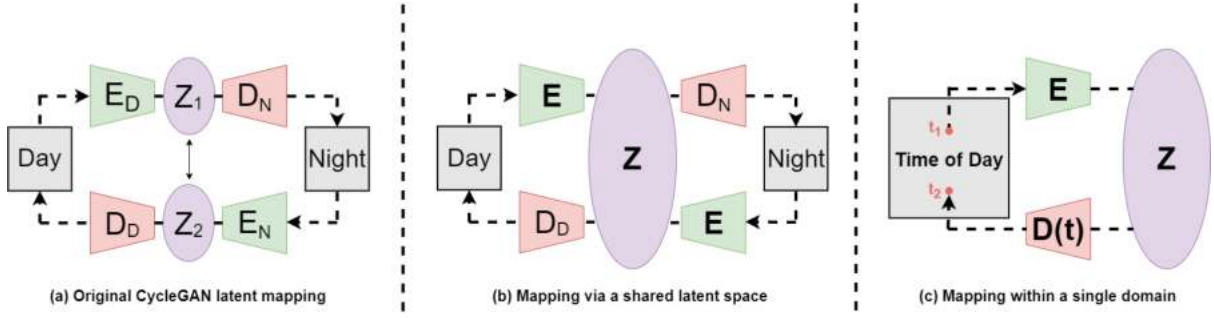 E_D Z_1 D_N
Day
Night
D_D Z_2 E_N
(a) Original CycleGAN latent mapping
E D_N
Day
Z
Night
D_D E
(b) Mapping via a shared latent space
E
t_1
Time of Day
Z
t_2
D(t)
(c) Mapping within a single domain